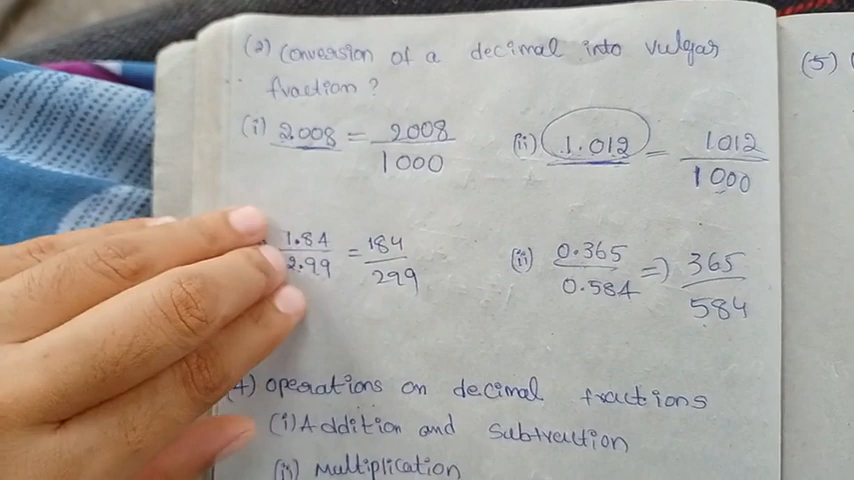 (2) Conversion of a decimal into vulgar
fraction?
(i) 2.008 = 2008/1000
(ii) 1.012 = 1012/1000
1.84/2.99 = 184/299
(ii) 0.365/0.584 => 365/584
4) operations on decimal fractions
(i) Addition and subtraction
(ii) multiplication
(5)